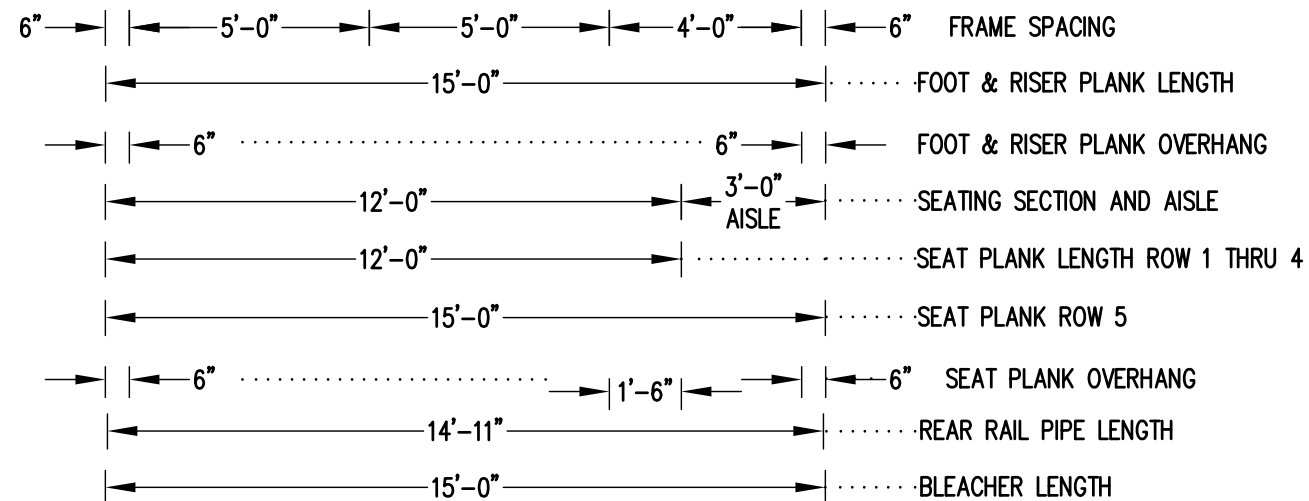 6" 5'-0" 5'-0" 4'-0" 6" FRAME SPACING
15'-0" FOOT & RISER PLANK LENGTH
6" 6" FOOT & RISER PLANK OVERHANG
12'-0" 3'-0" AISLE SEATING SECTION AND AISLE
12'-0" SEAT PLANK LENGTH ROW 1 THRU 4
15'-0" SEAT PLANK ROW 5
6" 1'-6" 6" SEAT PLANK OVERHANG
14'-11" REAR RAIL PIPE LENGTH
15'-0" BLEACHER LENGTH